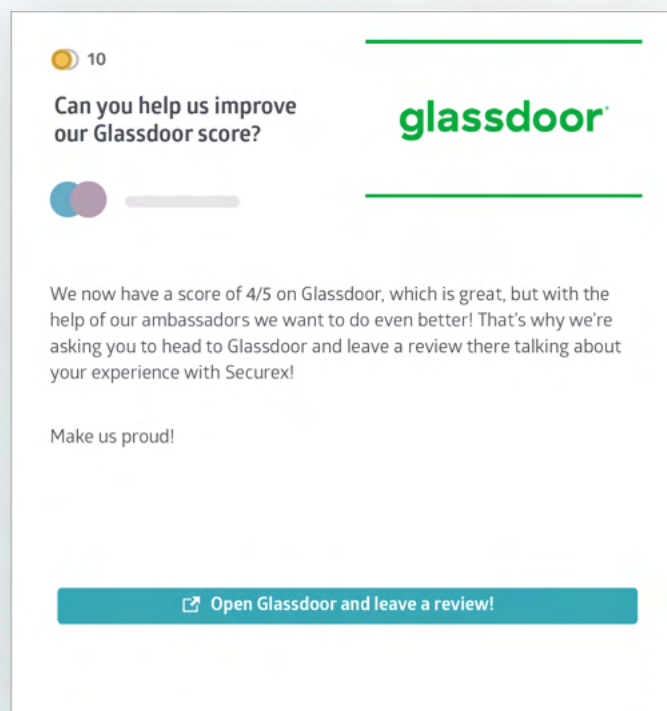 10
Can you help us improve
our Glassdoor score?
glassdoor
We now have a score of 4/5 on Glassdoor, which is great, but with the
help of our ambassadors we want to do even better! That's why we're
asking you to head to Glassdoor and leave a review there talking about
your experience with Securex!
Make us proud!
Open Glassdoor and leave a review!